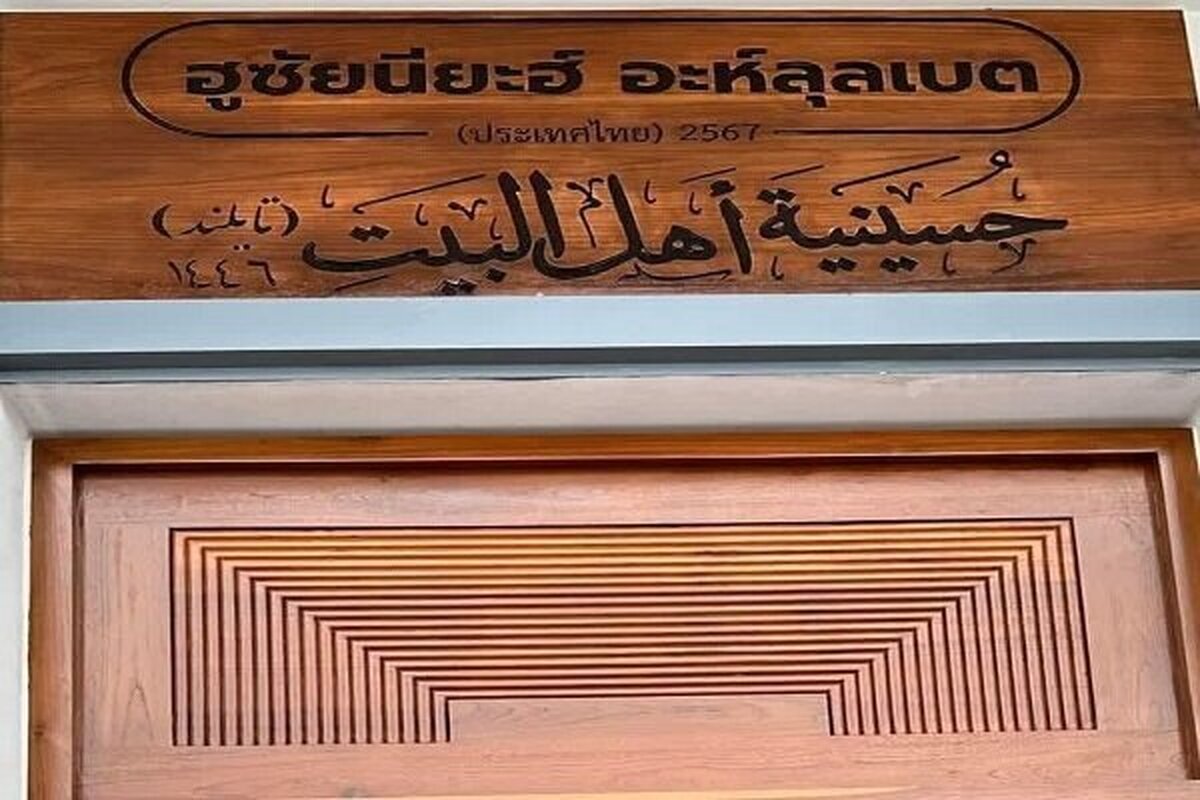 ฮูซัยนียะฮ์ อะห์ลุลเบต
(ประเทศไทย) 2567
حُسينية أهل البيت (تايلند)
١٤٤٦